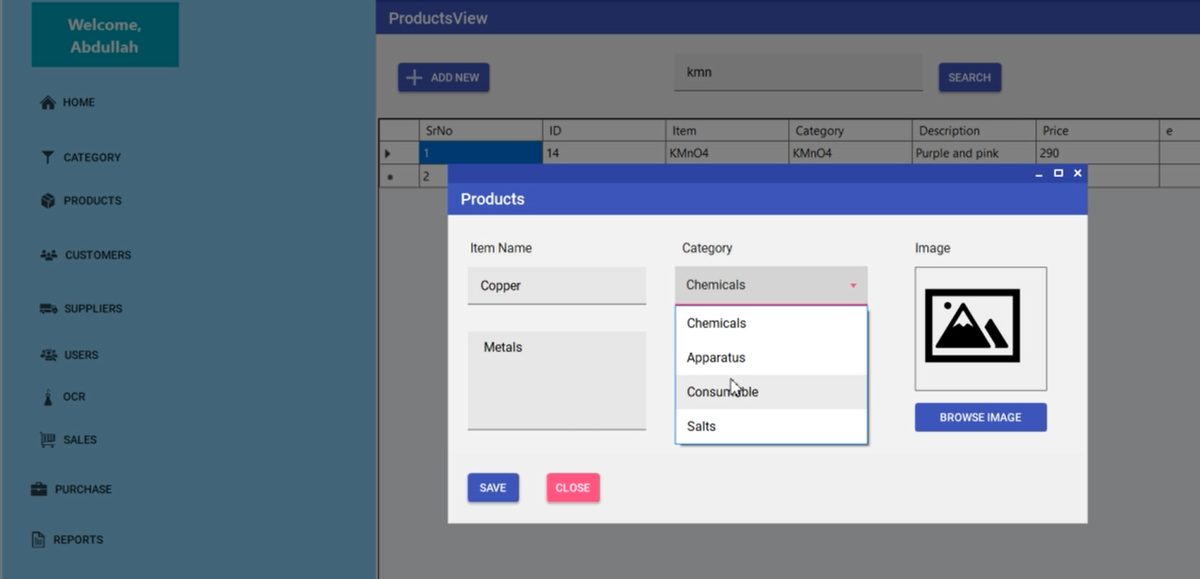 Welcome,
Abdullah
HOME
CATEGORY
PRODUCTS
CUSTOMERS
SUPPLIERS
USERS
OCR
SALES
PURCHASE
REPORTS
ProductsView
ADD NEW
kmn
SEARCH
SrNo ID Item Category Description Price e
1 14 KMnO4 KMnO4 Purple and pink 290
2
Products
Item Name Category Image
Copper
Chemicals
Metals
Chemicals
Apparatus
Consumable
Salts
BROWSE IMAGE
SAVE CLOSE